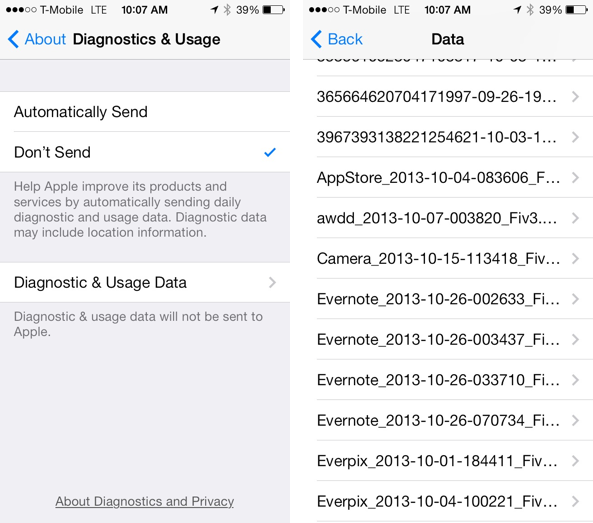 T-Mobile LTE 10:07 AM 39%
About Diagnostics & Usage
Automatically Send
Don't Send
Help Apple improve its products and
services by automatically sending daily
diagnostic and usage data. Diagnostic data
may include location information.
Diagnostic & Usage Data
Diagnostic & usage data will not be sent to
Apple.
About Diagnostics and Privacy
T-Mobile LTE 10:07 AM 39%
Back Data
365664620704171997-09-26-19...
3967393138221254621-10-03-1...
AppStore_2013-10-04-083606_F...
awdd_2013-10-07-003820_Fiv3....
Camera_2013-10-15-113418_Fiv...
Evernote_2013-10-26-002633_Fi...
Evernote_2013-10-26-003437_Fi...
Evernote_2013-10-26-033710_Fi...
Evernote_2013-10-26-070734_Fi...
Everpix_2013-10-01-184411_Fiv...
Everpix_2013-10-04-100221_Fiv...